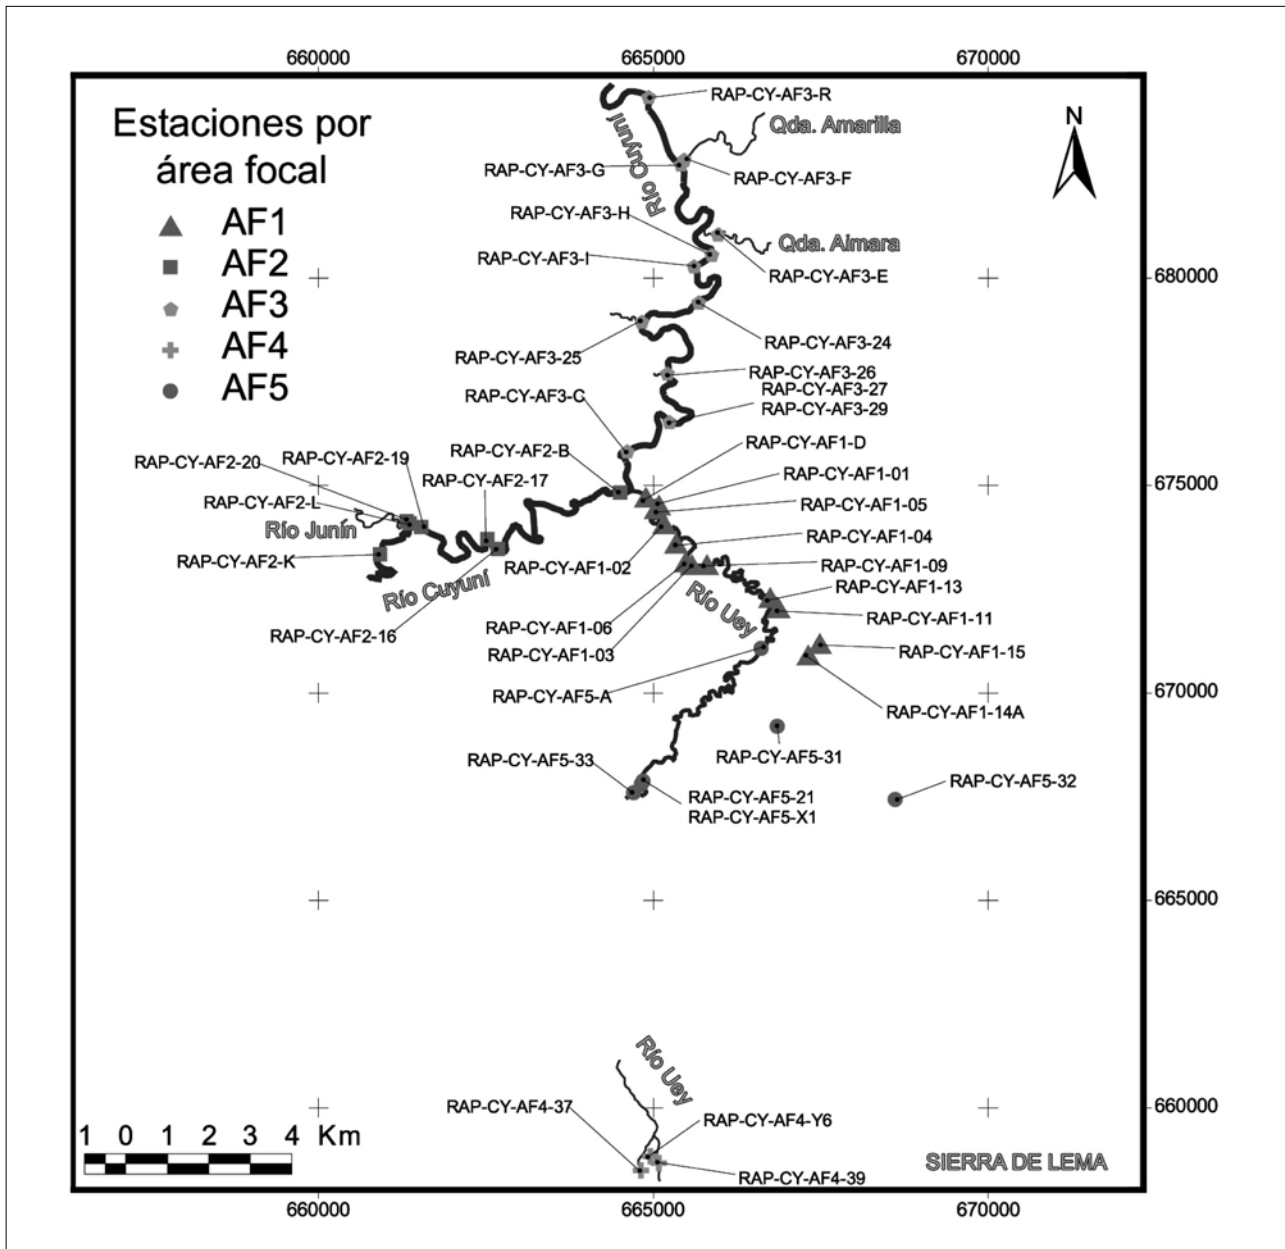 660000 665000 670000
Estaciones por
área focal
AF1
AF2
AF3
AF4
AF5
N
RAP-CY-AF3-R
Qda. Amarilla
Río Cuyuní
RAP-CY-AF3-G
RAP-CY-AF3-F
RAP-CY-AF3-H
Qda. Aimara
RAP-CY-AF3-I
RAP-CY-AF3-E
680000
RAP-CY-AF3-24
RAP-CY-AF3-25
RAP-CY-AF3-26
RAP-CY-AF3-27
RAP-CY-AF3-C
RAP-CY-AF3-29
RAP-CY-AF1-D
RAP-CY-AF2-B
RAP-CY-AF2-19
RAP-CY-AF2-20
RAP-CY-AF1-01
RAP-CY-AF2-17
675000
RAP-CY-AF2-L
RAP-CY-AF1-05
Río Junín
RAP-CY-AF1-04
RAP-CY-AF2-K
RAP-CY-AF1-02
RAP-CY-AF1-09
Río Cuyuní
RAP-CY-AF1-13
Río Uey
RAP-CY-AF1-11
RAP-CY-AF1-06
RAP-CY-AF2-16
RAP-CY-AF1-03
RAP-CY-AF1-15
RAP-CY-AF5-A
670000
RAP-CY-AF1-14A
RAP-CY-AF5-31
RAP-CY-AF5-33
RAP-CY-AF5-32
RAP-CY-AF5-21
RAP-CY-AF5-X1
665000
Río Uey
RAP-CY-AF4-37
660000
RAP-CY-AF4-Y6
1 0 1 2 3 4 Km
SIERRA DE LEMA
RAP-CY-AF4-39
660000 665000 670000